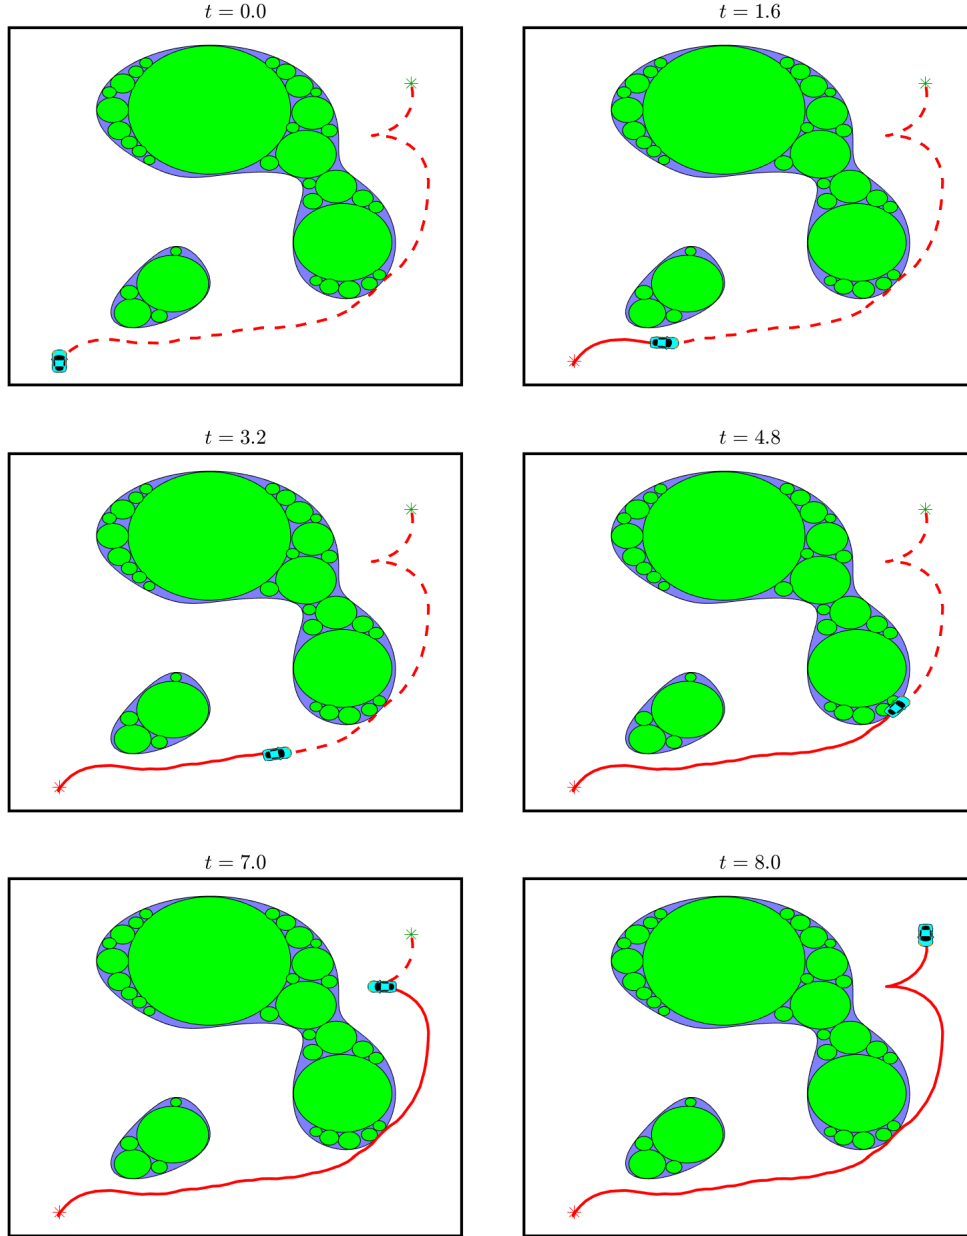 t = 0.0
t = 1.6
t = 3.2
t = 4.8
t = 7.0
t = 8.0